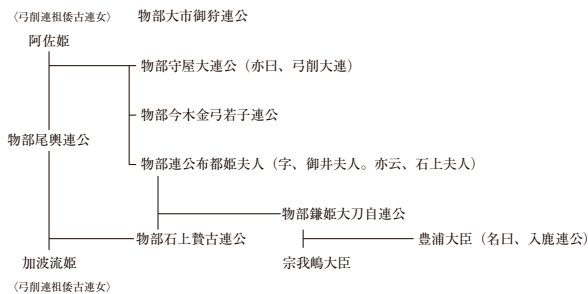 〈弓削連祖倭古連女〉 物部大市御狩連公
阿佐姫
物部守屋大連公（亦曰、弓削大連）
物部今木金弓若子連公
物部尾輿連公
物部連公布都姫夫人（字、御井夫人。亦云、石上夫人）
物部鎌姫大刀自連公
物部石上贄古連公 豊浦大臣（名曰、入鹿連公）
加波流姫 宗我嶋大臣
〈弓削連祖倭古連女〉